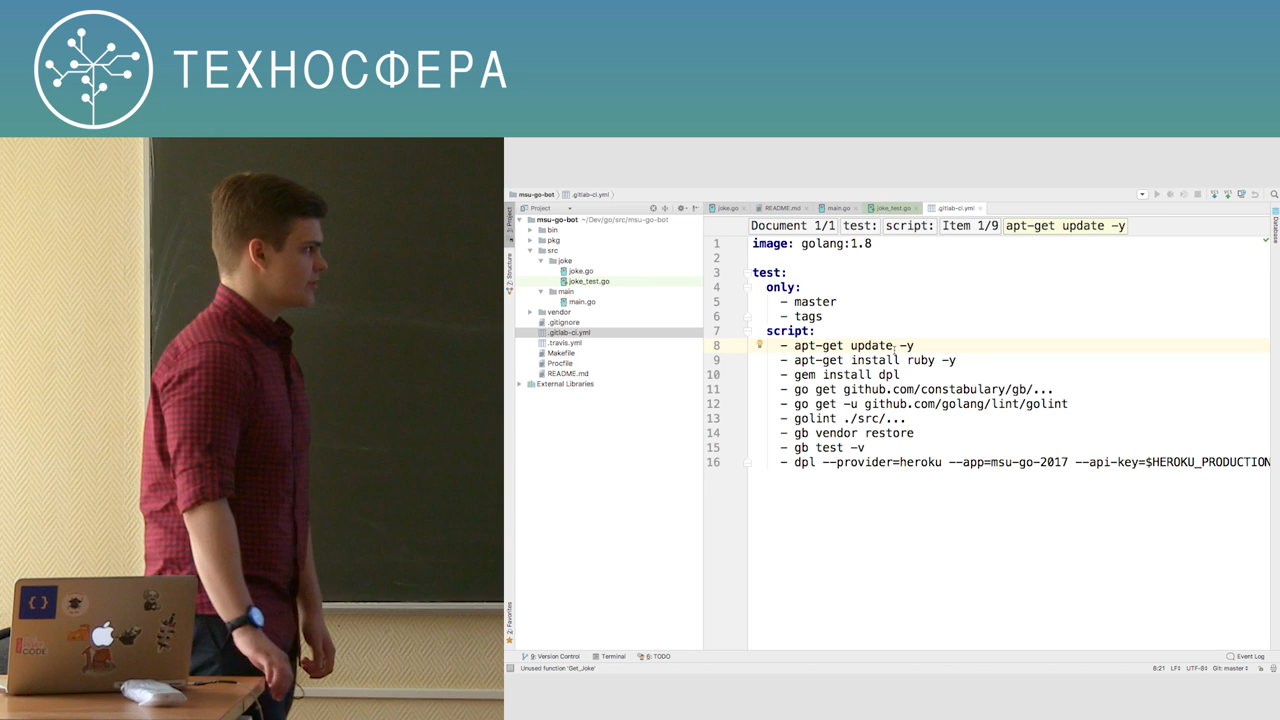 ТЕХНОСФЕРА
msu-go-bot
.gitlab-ci.yml
Project
joke.go
README.md
main.go
joke_test.go
.gitlab-ci.yml
1: Project
Structure
msu-go-bot ~/Dev/go/src/msu-go-bot
bin
pkg
src
joke
joke.go
joke_test.go
main
main.go
vendor
.gitignore
.gitlab-ci.yml
.travis.yml
Makefile
Procfile
README.md
External Libraries
Document 1/1 test: script: Item 1/9 apt-get update -y
1 image: golang:1.8
2
3 test:
4 only:
5 - master
6 - tags
7 script:
8 - apt-get update -y
9 - apt-get install ruby -y
10 - gem install dpl
11 - go get github.com/constabulary/gb/...
12 - go get -u github.com/golang/lint/golint
13 - golint ./src/...
14 - gb vendor restore
15 - gb test -v
16 - dpl --provider=heroku --app=msu-go-2017 --api-key=$HEROKU_PRODUCTION
Database
2: Favorites
9: Version Control
Terminal
6: TODO
Event Log
Unused function 'Get_Joke'
8:21 LF÷ UTF-8÷ Git: master÷